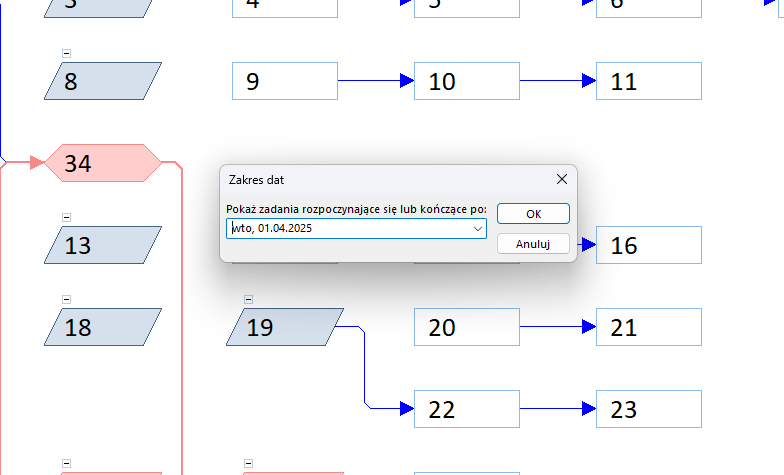 3 4 5 6
8 9 10 11
34
Zakres dat
Pokaż zadania rozpoczynające się lub kończące po:
wto, 01.04.2025
OK
Anuluj
13 16
18 19 20 21
22 23